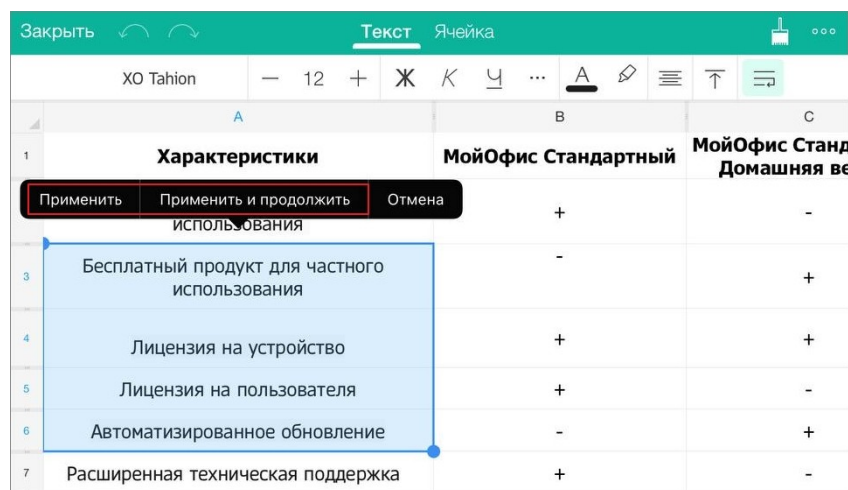 Закрыть Текст Ячейка
XO Tahion — 12 + Ж К Ч ... А
A B C
1 Характеристики МойОфис Стандартный МойОфис Станд
Домашняя ве
Применить Применить и продолжить Отмена
использования + -
3 Бесплатный продукт для частного - +
использования
4 Лицензия на устройство + +
5 Лицензия на пользователя + -
6 Автоматизированное обновление - +
7 Расширенная техническая поддержка + -